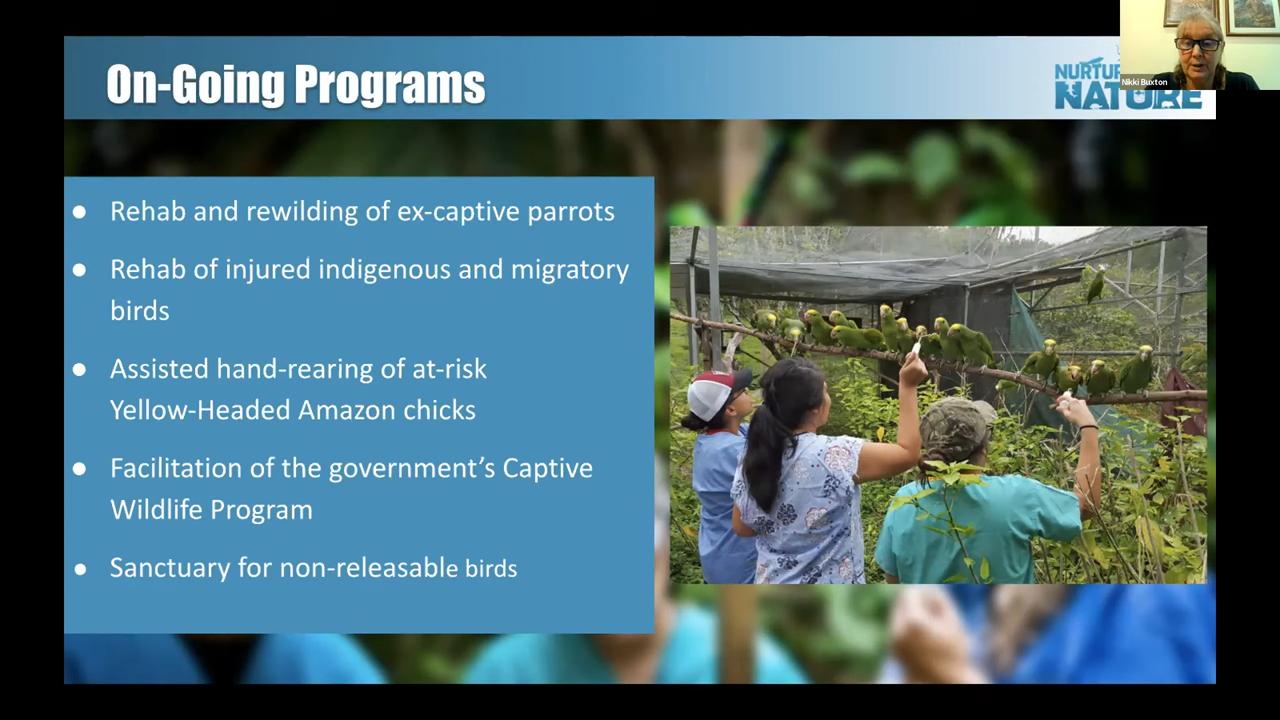 On-Going Programs
NATURE
Nikki Buxton
● Rehab and rewilding of ex-captive parrots
● Rehab of injured indigenous and migratory
birds
● Assisted hand-rearing of at-risk
Yellow-Headed Amazon chicks
● Facilitation of the government’s Captive
Wildlife Program
● Sanctuary for non-releasable birds